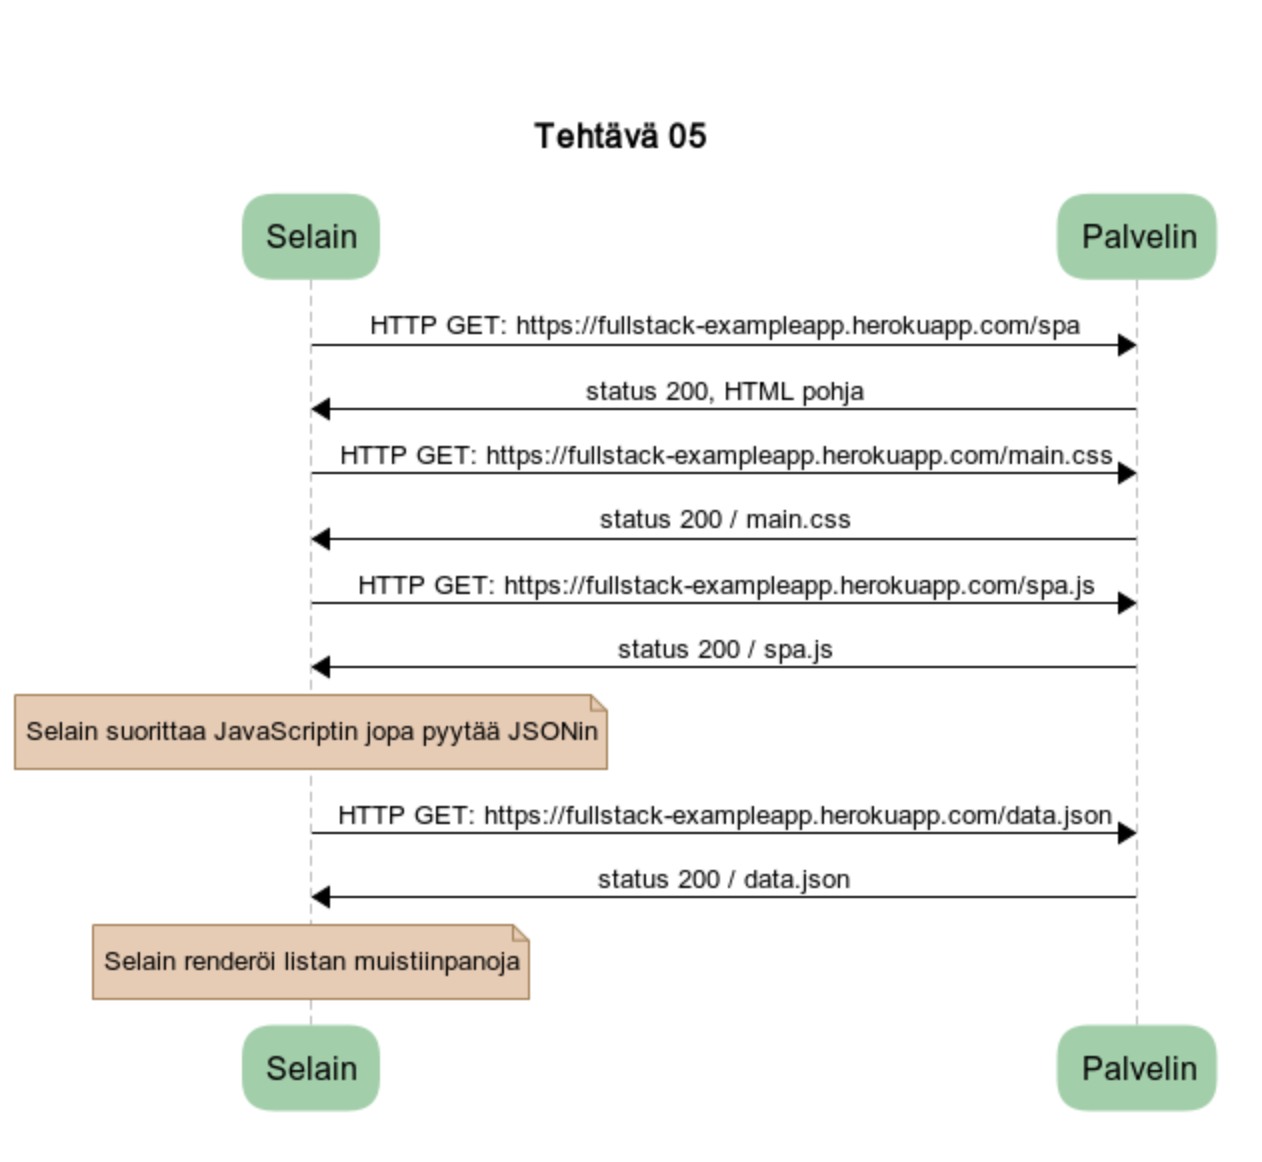 Tehtävä 05
Selain
Palvelin
HTTP GET: https://fullstack-exampleapp.herokuapp.com/spa
status 200, HTML pohja
HTTP GET: https://fullstack-exampleapp.herokuapp.com/main.css
status 200 / main.css
HTTP GET: https://fullstack-exampleapp.herokuapp.com/spa.js
status 200 / spa.js
Selain suorittaa JavaScriptin jopa pyytää JSONin
HTTP GET: https://fullstack-exampleapp.herokuapp.com/data.json
status 200 / data.json
Selain renderöi listan muistiinpanoja
Selain
Palvelin